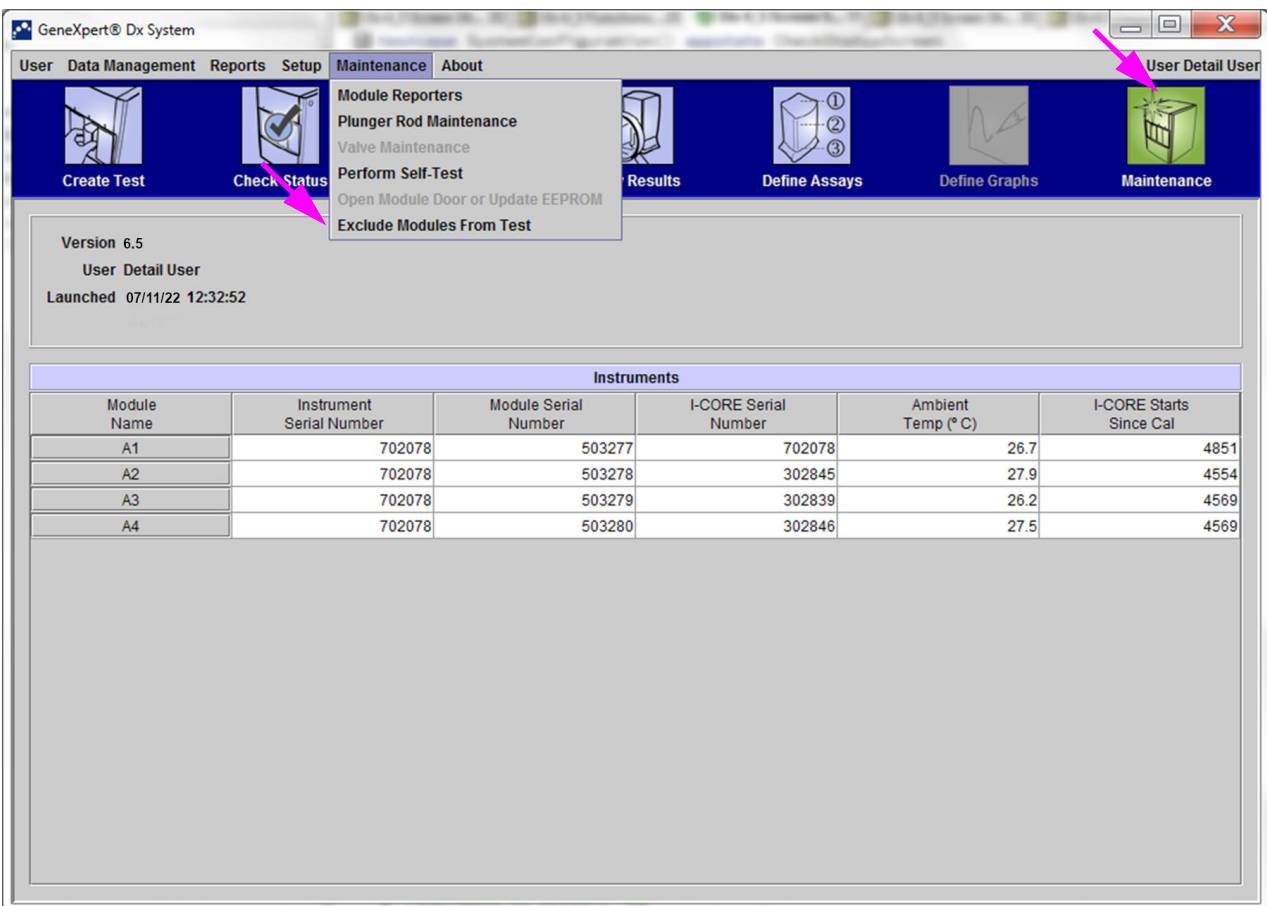 GeneXpert® Dx System
User Data Management Reports Setup Maintenance About User Detail User
Module Reporters
Plunger Rod Maintenance
Valve Maintenance
Perform Self-Test
Open Module Door or Update EEPROM
Exclude Modules From Test
Create Test Check Status Results Define Assays Define Graphs Maintenance
1
2
3
Version 6.5
User Detail User
Launched 07/11/22 12:32:52
Instruments
Module Name Instrument Serial Number Module Serial Number I-CORE Serial Number Ambient Temp (º C) I-CORE Starts Since Cal
A1 702078 503277 702078 26.7 4851
A2 702078 503278 302845 27.9 4554
A3 702078 503279 302839 26.2 4569
A4 702078 503280 302846 27.5 4569